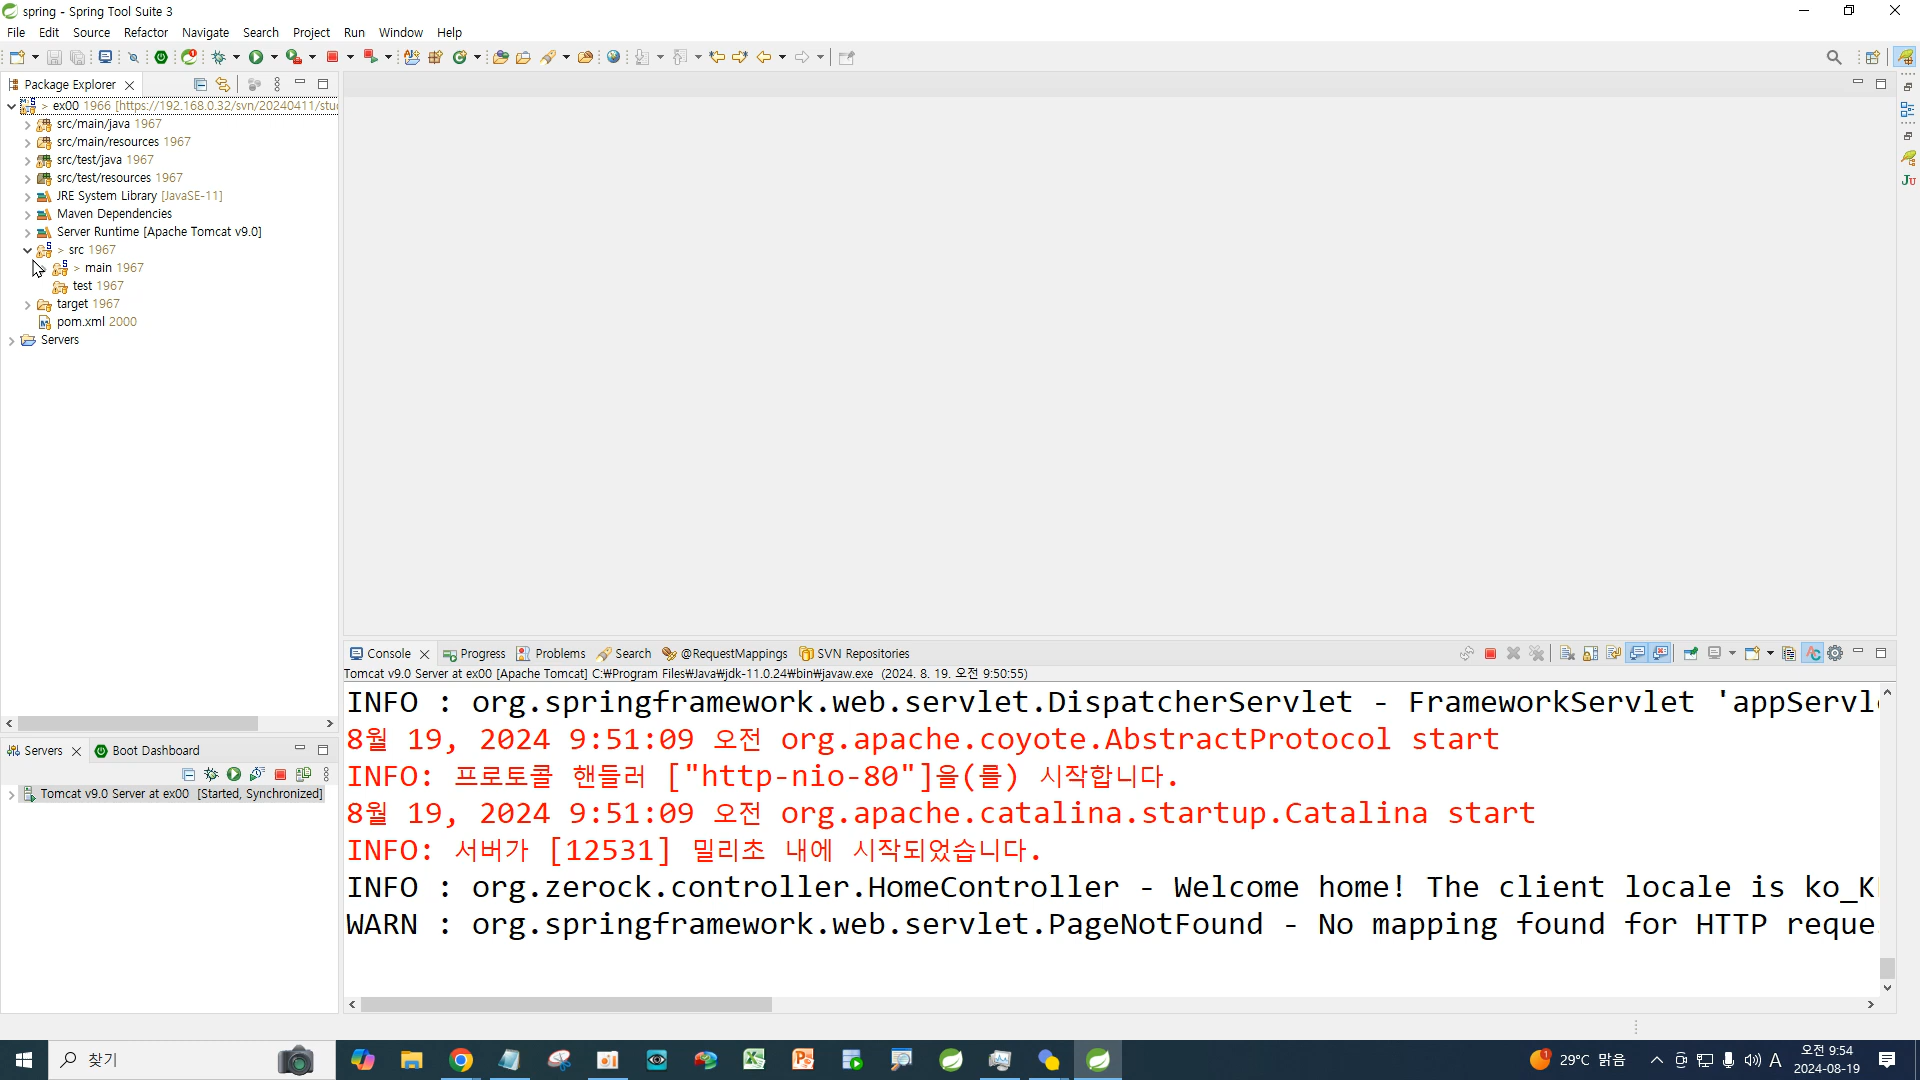 spring - Spring Tool Suite 3
File Edit Source Refactor Navigate Search Project Run Window Help
Package Explorer
> ex00 1966 [https://192.168.0.32/svn/20240411/stu
src/main/java 1967
src/main/resources 1967
src/test/java 1967
src/test/resources 1967
JRE System Library [JavaSE-11]
Maven Dependencies
Server Runtime [Apache Tomcat v9.0]
> src 1967
> main 1967
test 1967
target 1967
pom.xml 2000
Servers
Servers Boot Dashboard
Tomcat v9.0 Server at ex00 [Started, Synchronized]
Console Progress Problems Search @RequestMappings SVN Repositories
Tomcat v9.0 Server at ex00 [Apache Tomcat] C:₩Program Files₩Java₩jdk-11.0.24₩bin₩javaw.exe (2024. 8. 19. 오전 9:50:55)
INFO : org.springframework.web.servlet.DispatcherServlet - FrameworkServlet 'appServl
8월 19, 2024 9:51:09 오전 org.apache.coyote.AbstractProtocol start
INFO: 프로토콜 핸들러 ["http-nio-80"]을(를) 시작합니다.
8월 19, 2024 9:51:09 오전 org.apache.catalina.startup.Catalina start
INFO: 서버가 [12531] 밀리초 내에 시작되었습니다.
INFO : org.zerock.controller.HomeController - Welcome home! The client locale is ko_K
WARN : org.springframework.web.servlet.PageNotFound - No mapping found for HTTP reque
찾기
29°C 맑음
A
오전 9:54
2024-08-19